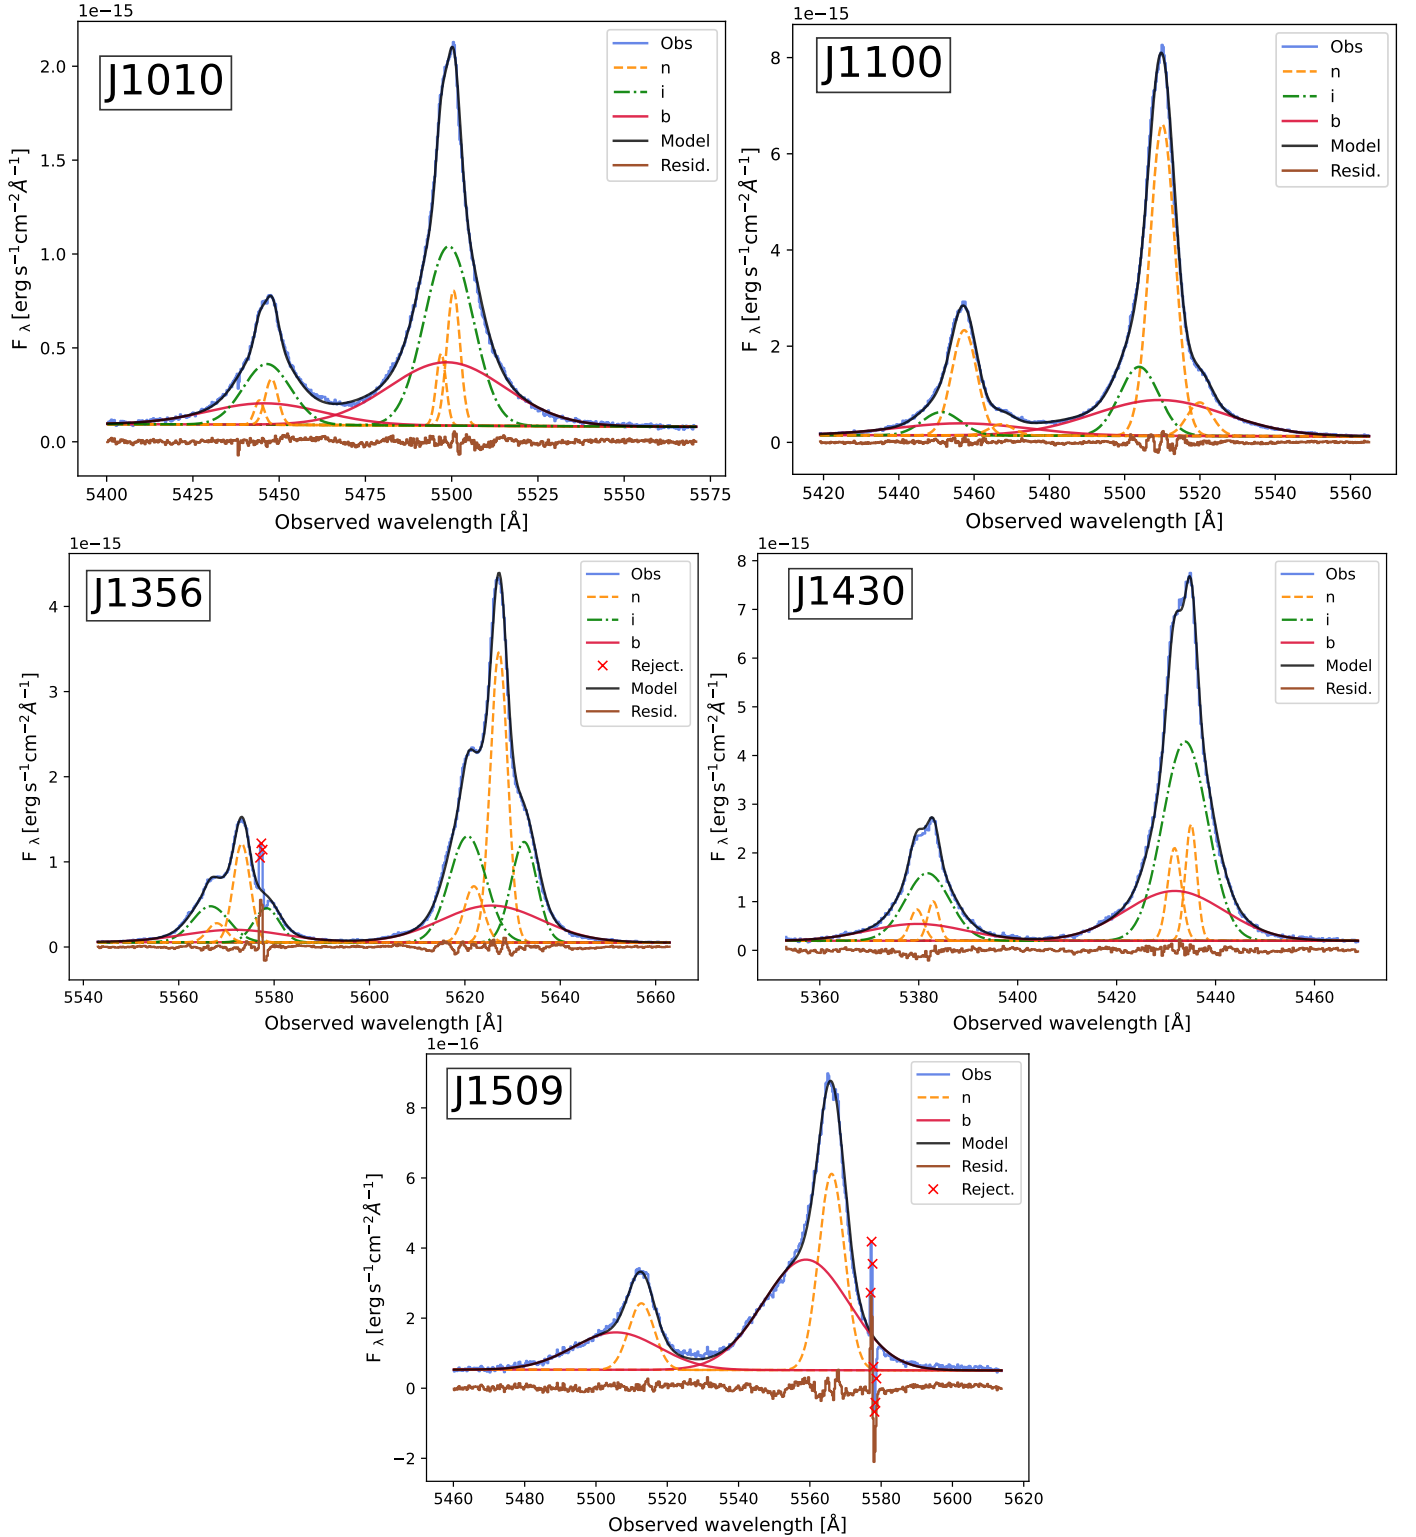 1e−15
J1010
Obs
n
i
b
Model
Resid.
2.0
1.5
1.0
0.5
0.0
F λ [erg s−1cm−2Å−1]
5400 5425 5450 5475 5500 5525 5550 5575
Observed wavelength [Å]
1e−15
J1100
Obs
n
i
b
Model
Resid.
8
6
4
2
0
F λ [erg s−1cm−2Å−1]
5420 5440 5460 5480 5500 5520 5540 5560
Observed wavelength [Å]
1e−15
J1356
Obs
n
i
b
Reject.
Model
Resid.
4
3
2
1
0
F λ [erg s−1cm−2Å−1]
5540 5560 5580 5600 5620 5640 5660
Observed wavelength [Å]
1e−15
J1430
Obs
n
i
b
Model
Resid.
8
7
6
5
4
3
2
1
0
F λ [erg s−1cm−2Å−1]
5360 5380 5400 5420 5440 5460
Observed wavelength [Å]
1e−16
J1509
Obs
n
b
Model
Resid.
Reject.
8
6
4
2
0
−2
F λ [erg s−1cm−2Å−1]
5460 5480 5500 5520 5540 5560 5580 5600 5620
Observed wavelength [Å]